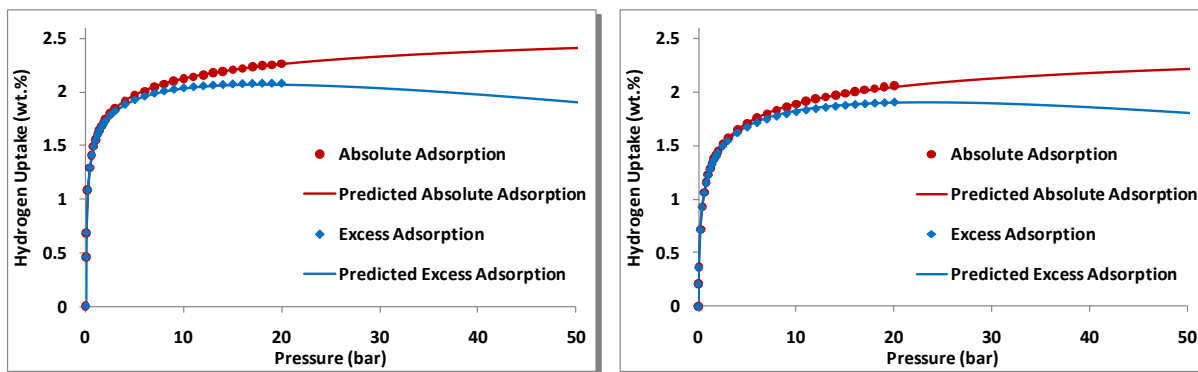 2.5
2
1.5
1
0.5
0
Hydrogen Uptake (wt.%)
Absolute Adsorption
Predicted Absolute Adsorption
Excess Adsorption
Predicted Excess Adsorption
0 10 20 30 40 50
Pressure (bar)
2.5
2
1.5
1
0.5
0
Hydrogen Uptake (wt.%)
Absolute Adsorption
Predicted Absolute Adsorption
Excess Adsorption
Predicted Excess Adsorption
0 10 20 30 40 50
Pressure (bar)